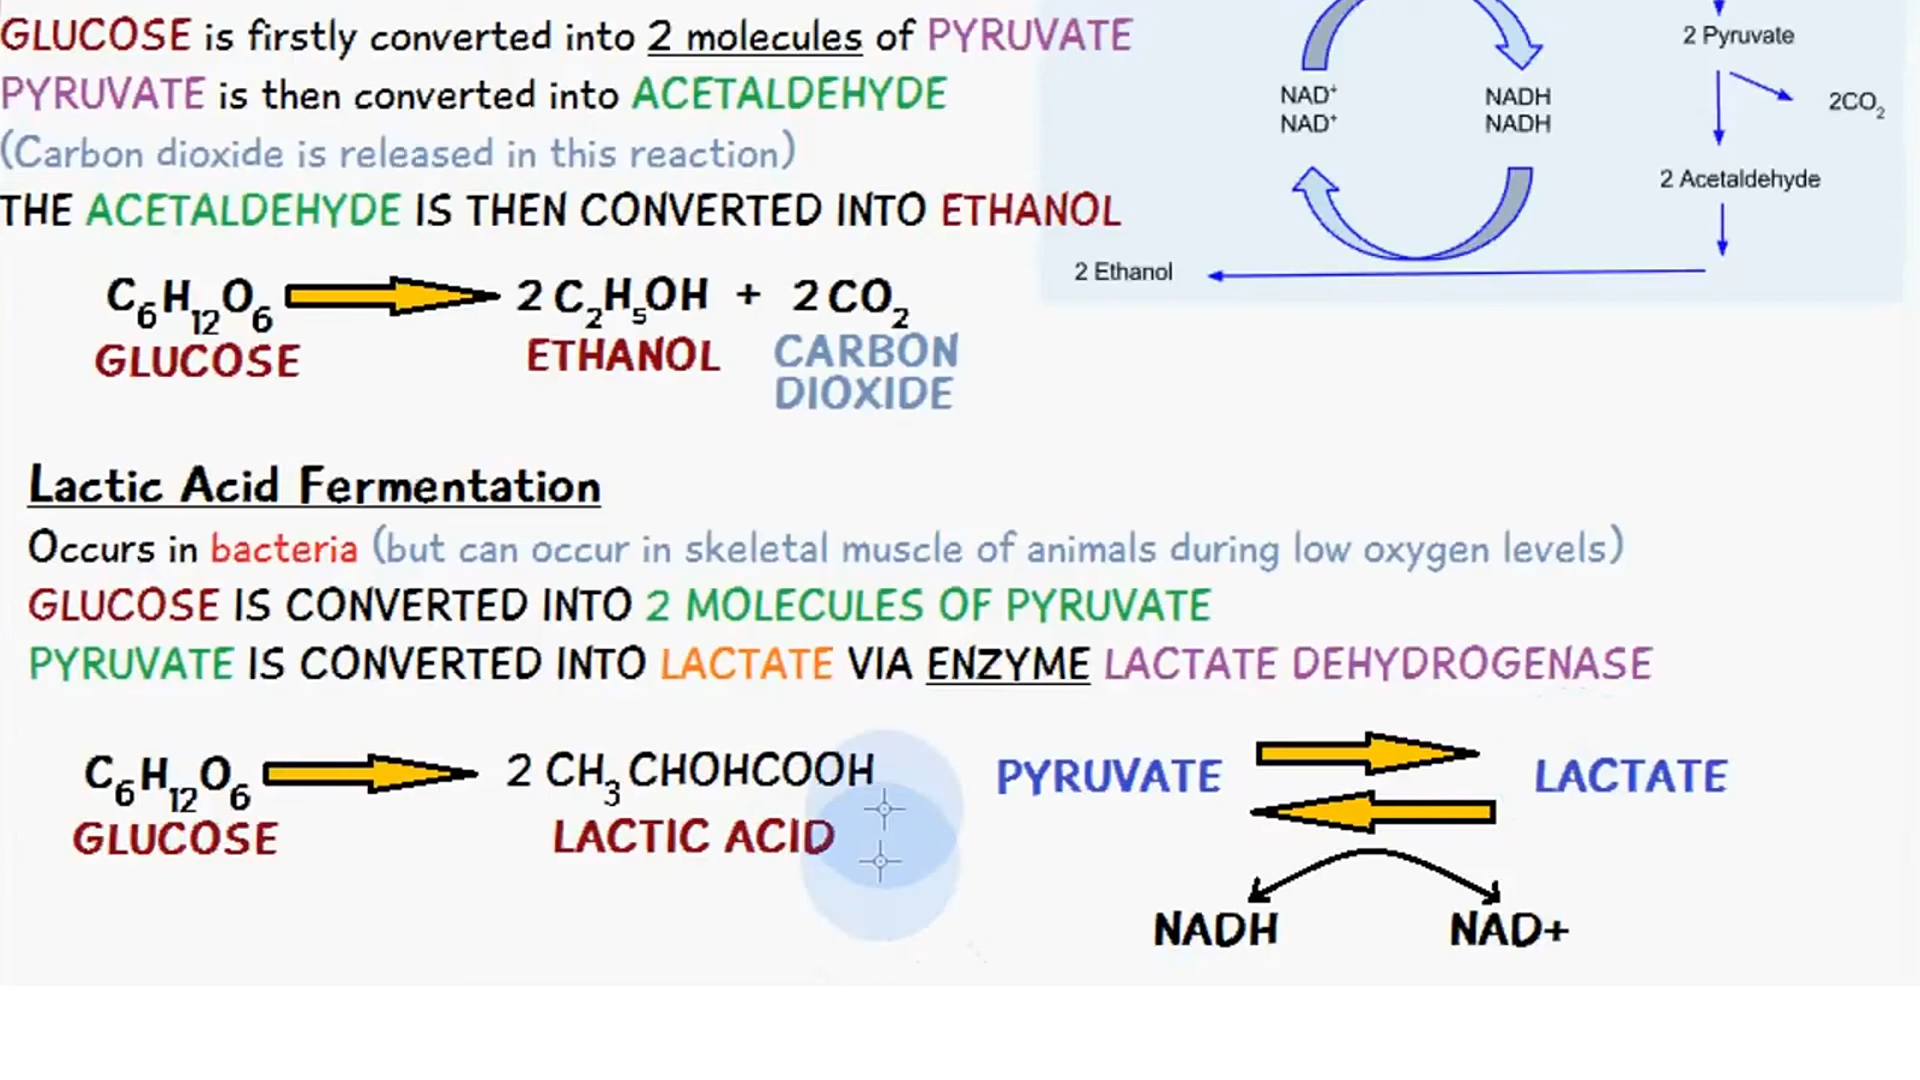 GLUCOSE is firstly converted into 2 molecules of PYRUVATE
PYRUVATE is then converted into ACETALDEHYDE
(Carbon dioxide is released in this reaction)
THE ACETALDEHYDE IS THEN CONVERTED INTO ETHANOL
C₆H₁₂O₆ 2 C₂H₅OH + 2 CO₂
GLUCOSE ETHANOL CARBON
DIOXIDE
2 Pyruvate
NAD⁺ NADH
NAD⁺ NADH
2CO₂
2 Acetaldehyde
2 Ethanol
Lactic Acid Fermentation
Occurs in bacteria (but can occur in skeletal muscle of animals during low oxygen levels)
GLUCOSE IS CONVERTED INTO 2 MOLECULES OF PYRUVATE
PYRUVATE IS CONVERTED INTO LACTATE VIA ENZYME LACTATE DEHYDROGENASE
C₆H₁₂O₆ 2 CH₃CHOHCOOH
GLUCOSE LACTIC ACID
PYRUVATE LACTATE
NADH NAD+